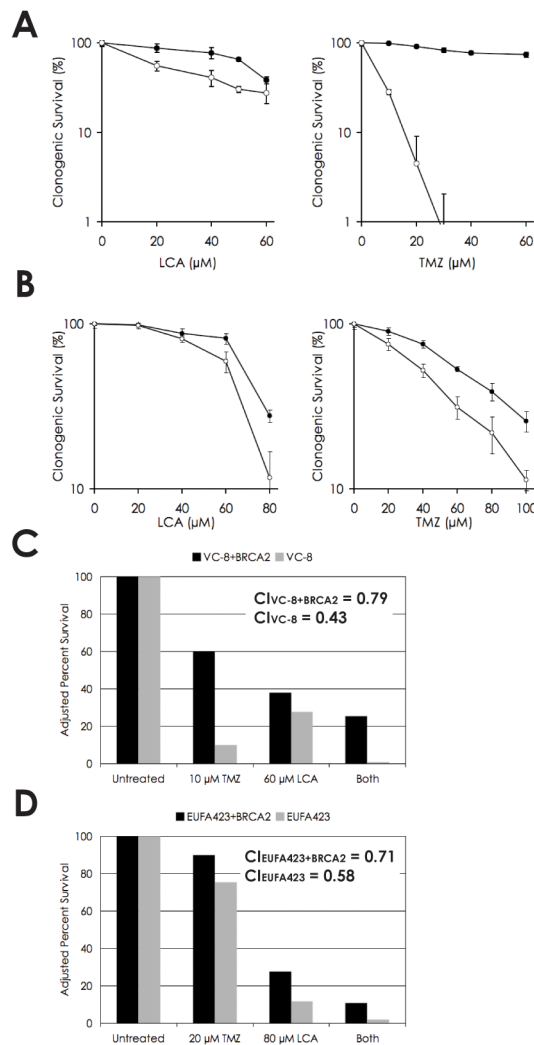 A
Clonogenic Survival (%)
100
10
1
0 20 40 60
LCA (µM)
Clonogenic Survival (%)
100
10
1
0 20 40 60
TMZ (µM)
B
Clonogenic Survival (%)
100
10
0 20 40 60 80
LCA (µM)
Clonogenic Survival (%)
100
10
0 20 40 60 80 100
TMZ (µM)
C
VC-8+BRCA2 VC-8
Adjusted Percent Survival
100
80
60
40
20
0
CIVC-8+BRCA2 = 0.79
CIVC-8 = 0.43
Untreated 10 µM TMZ 60 µM LCA Both
D
EUFA423+BRCA2 EUFA423
Adjusted Percent Survival
100
80
60
40
20
0
CIEUFA423+BRCA2 = 0.71
CIEUFA423 = 0.58
Untreated 20 µM TMZ 80 µM LCA Both